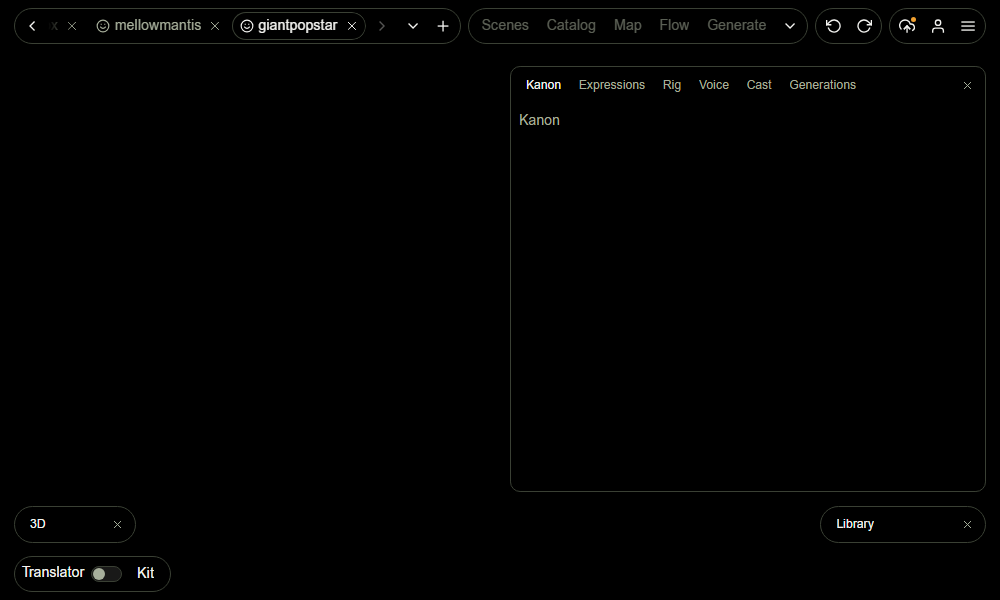 mellowmantis giantpopstar Scenes Catalog Map Flow Generate
Kanon Expressions Rig Voice Cast Generations
Kanon
3D Library
Translator Kit